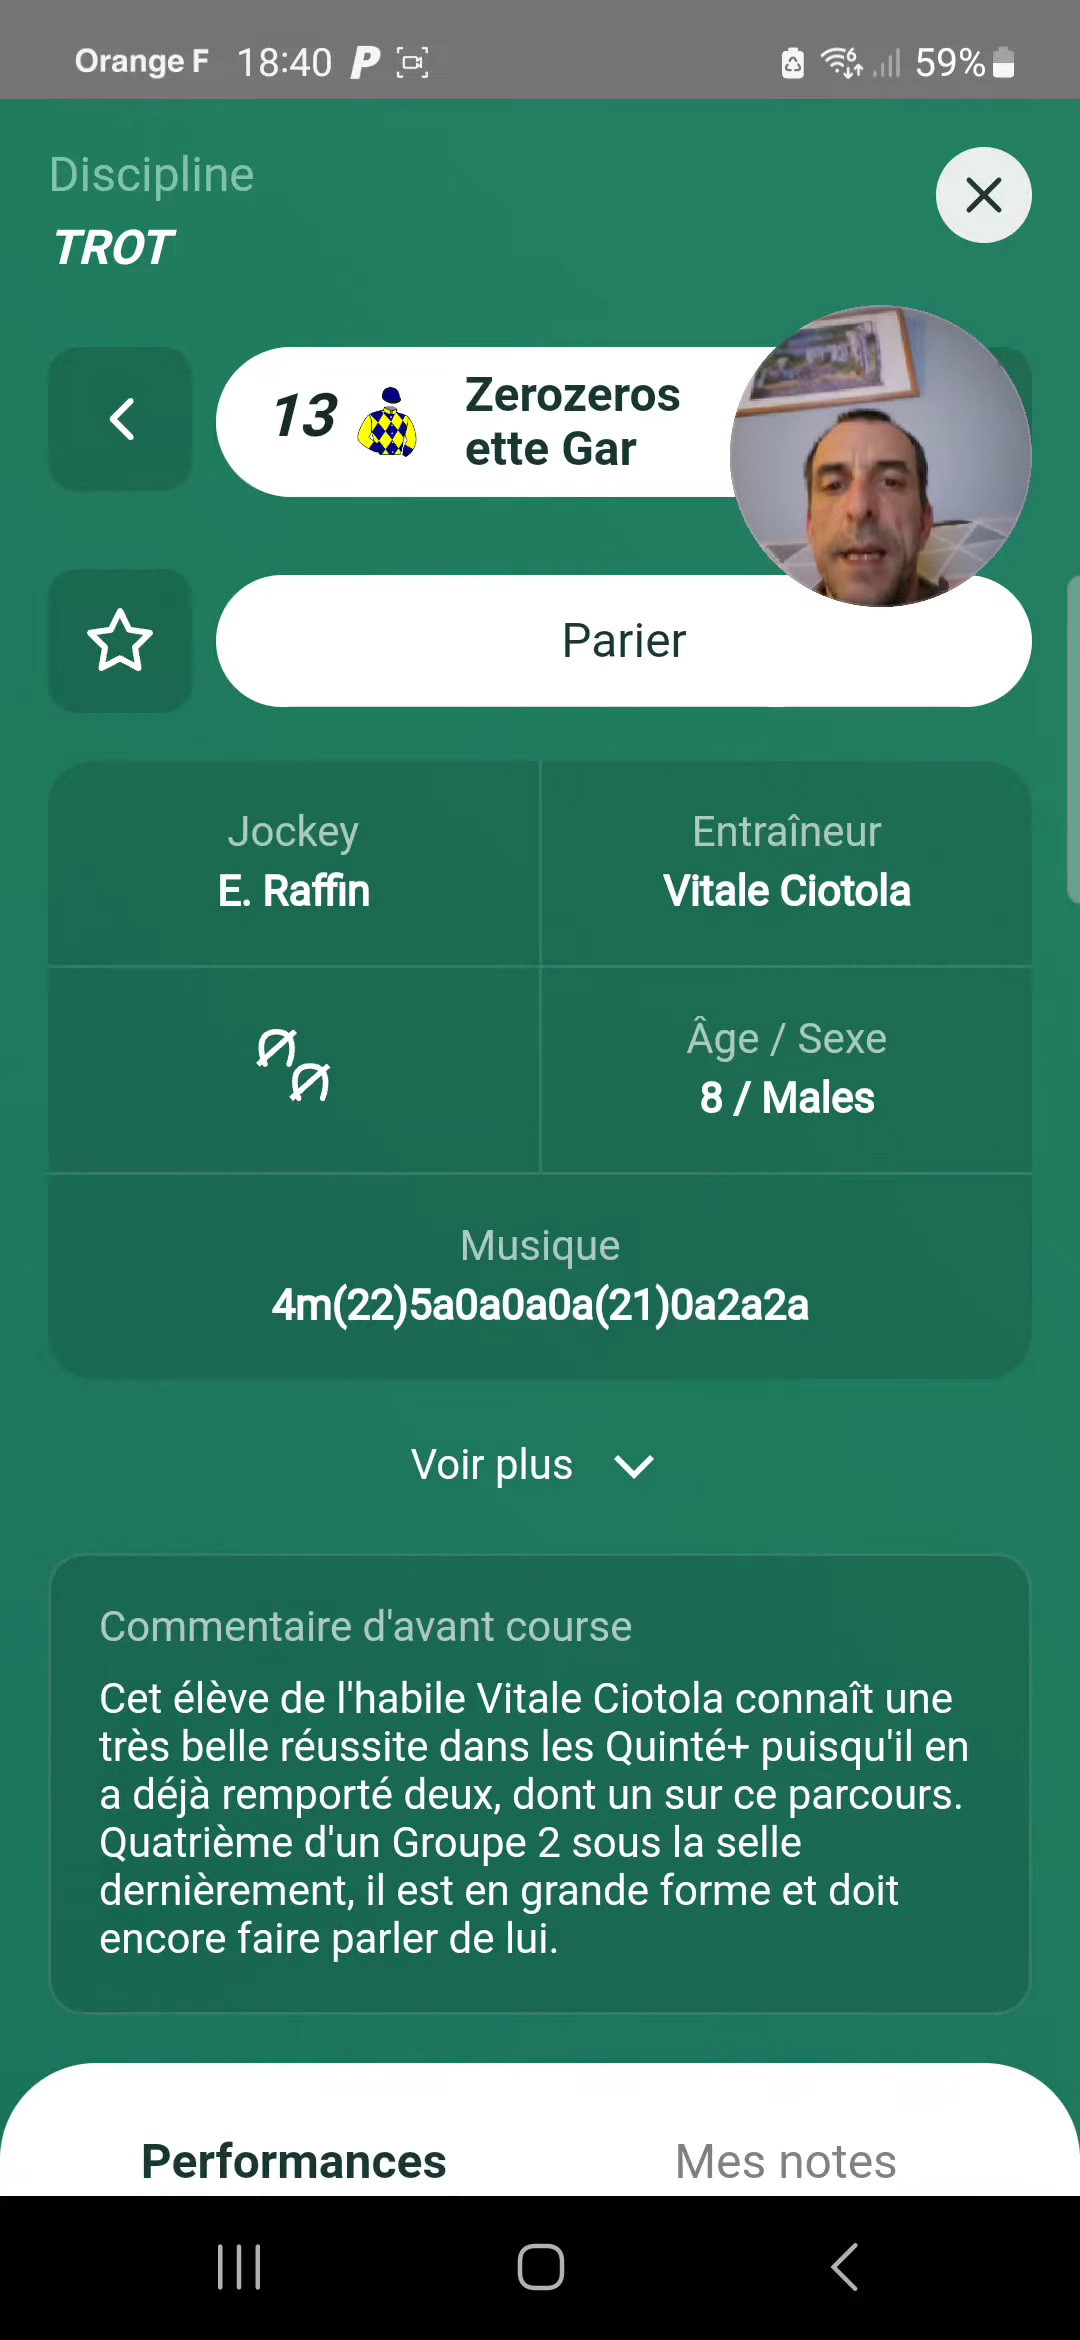 Orange F 18:40 P 59%
Discipline
TROT
13 Zerozeros
ette Gar
Parier
Jockey
E. Raffin
Entraîneur
Vitale Ciotola
Âge / Sexe
8 / Males
Musique
4m(22)5a0a0a0a(21)0a2a2a
Voir plus
Commentaire d'avant course
Cet élève de l'habile Vitale Ciotola connaît une
très belle réussite dans les Quinté+ puisqu'il en
a déjà remporté deux, dont un sur ce parcours.
Quatrième d'un Groupe 2 sous la selle
dernièrement, il est en grande forme et doit
encore faire parler de lui.
Performances
Mes notes